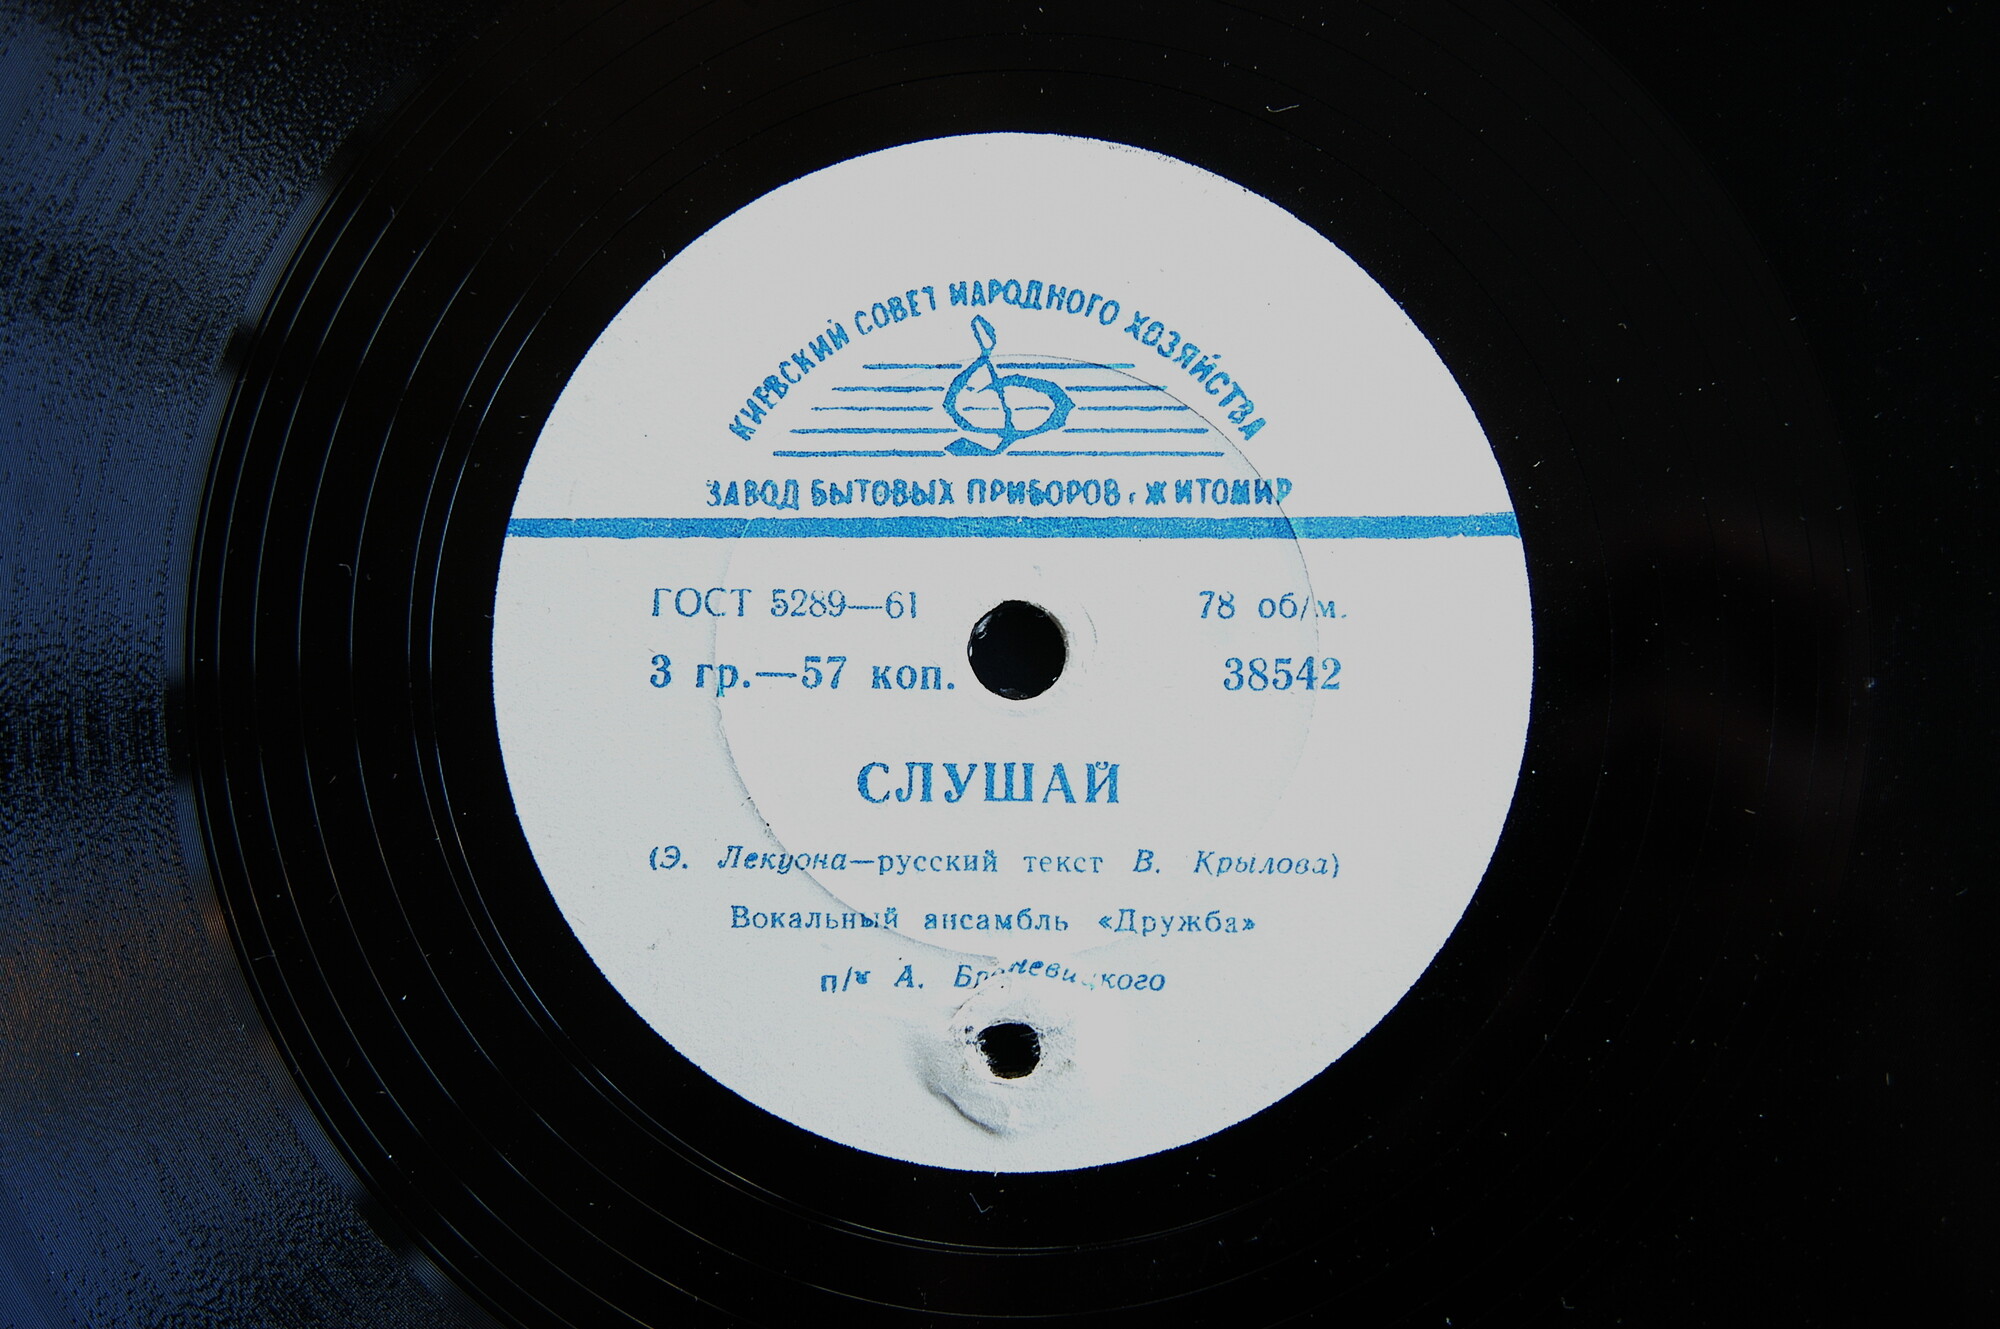 КИЕВСКИЙ СОВЕТ НАРОДНОГО ХОЗЯЙСТВА
ЗАВОД БЫТОВЫХ ПРИБОРОВ г ЖИТОМИР
ГОСТ 5289—61
78 об/м.
3 гр.—57 коп.
38542
СЛУШАЙ
(Э. Лекуона—русский текст В. Крылова)
Вокальный ансамбль «Дружба»
п/к А.